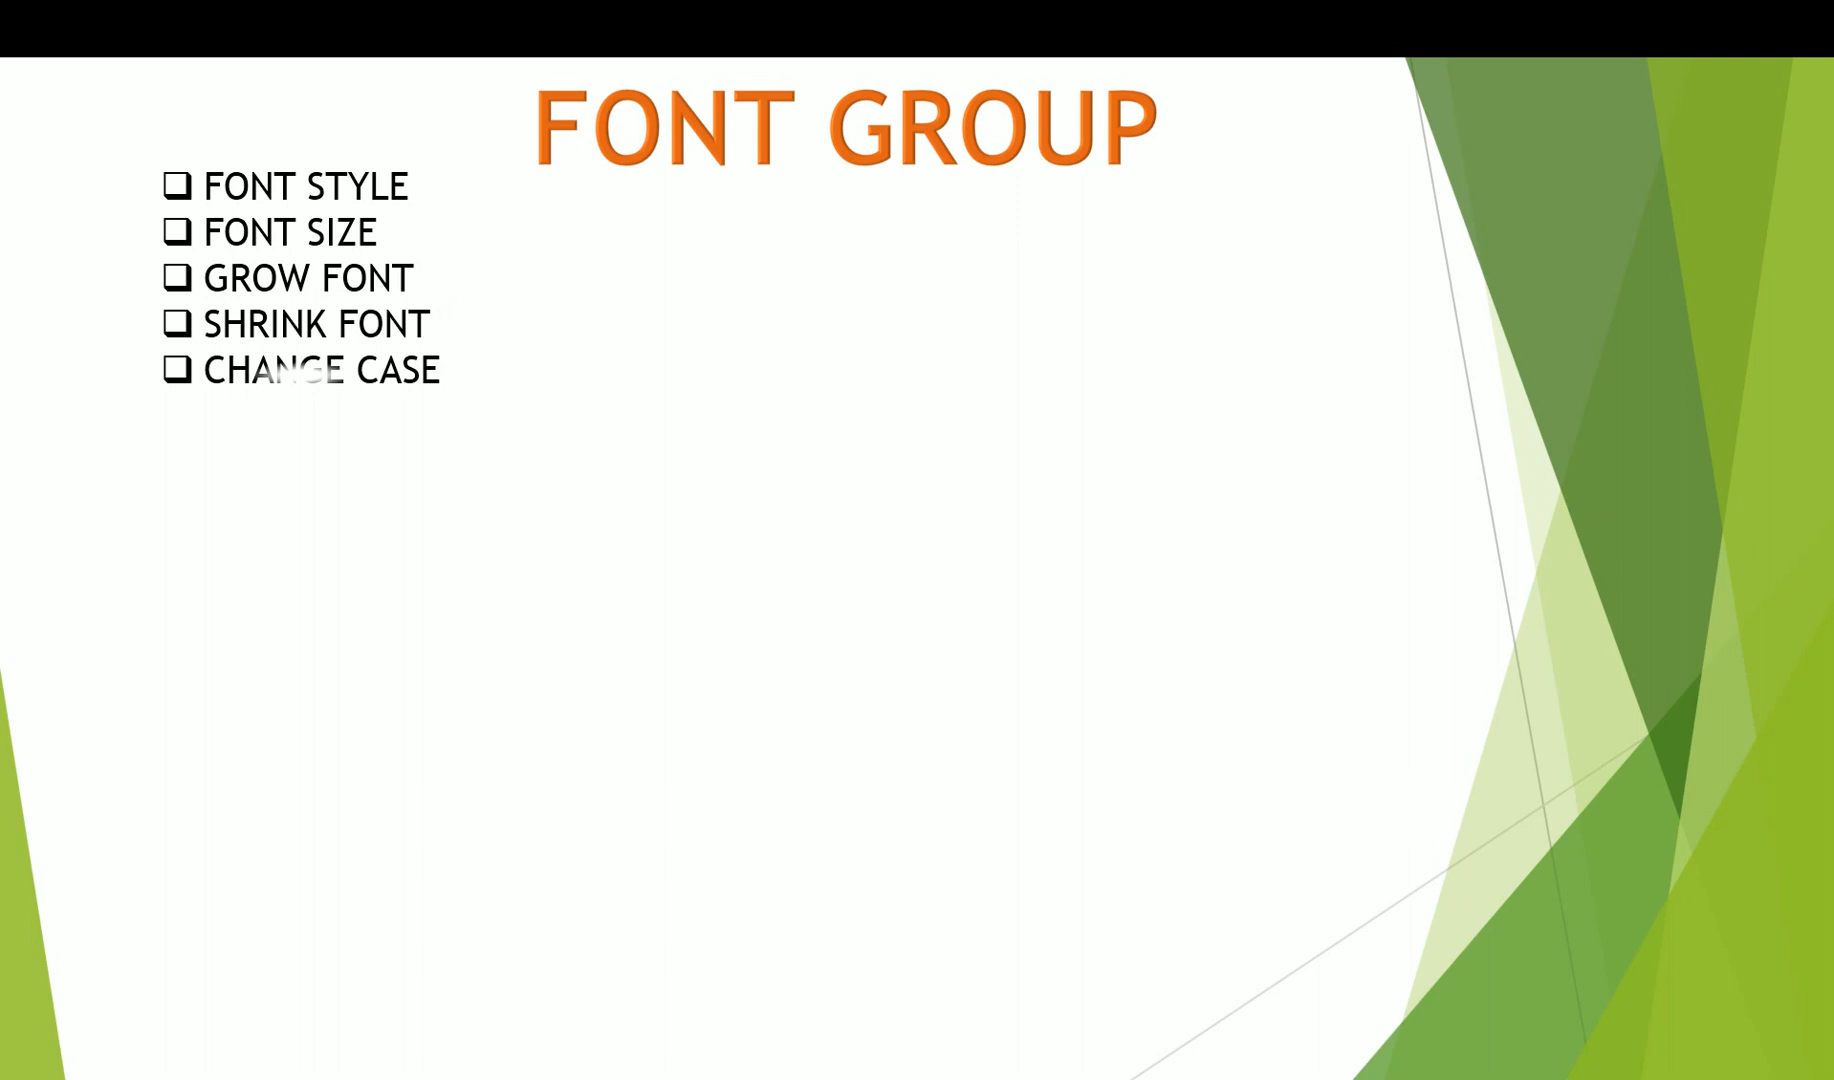 FONT GROUP
FONT STYLE
FONT SIZE
GROW FONT
SHRINK FONT
CHANGE CASE